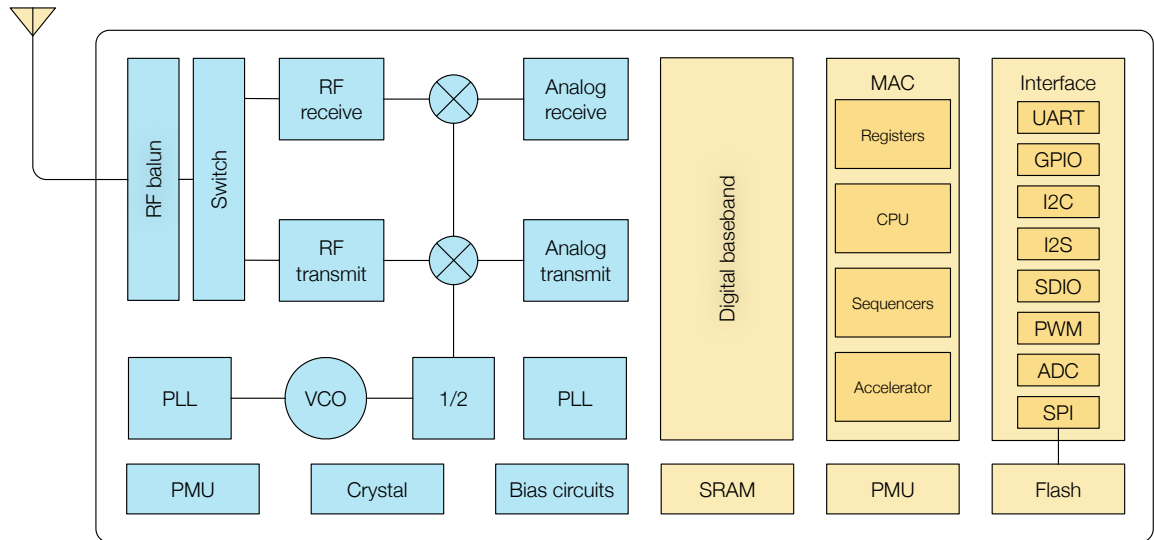 RF balun
Switch
RF
receive
Analog
receive
RF
transmit
Analog
transmit
PLL
VCO
1/2
PLL
PMU
Crystal
Bias circuits
Digital baseband
SRAM
MAC
Registers
CPU
Sequencers
Accelerator
PMU
Interface
UART
GPIO
I2C
I2S
SDIO
PWM
ADC
SPI
Flash